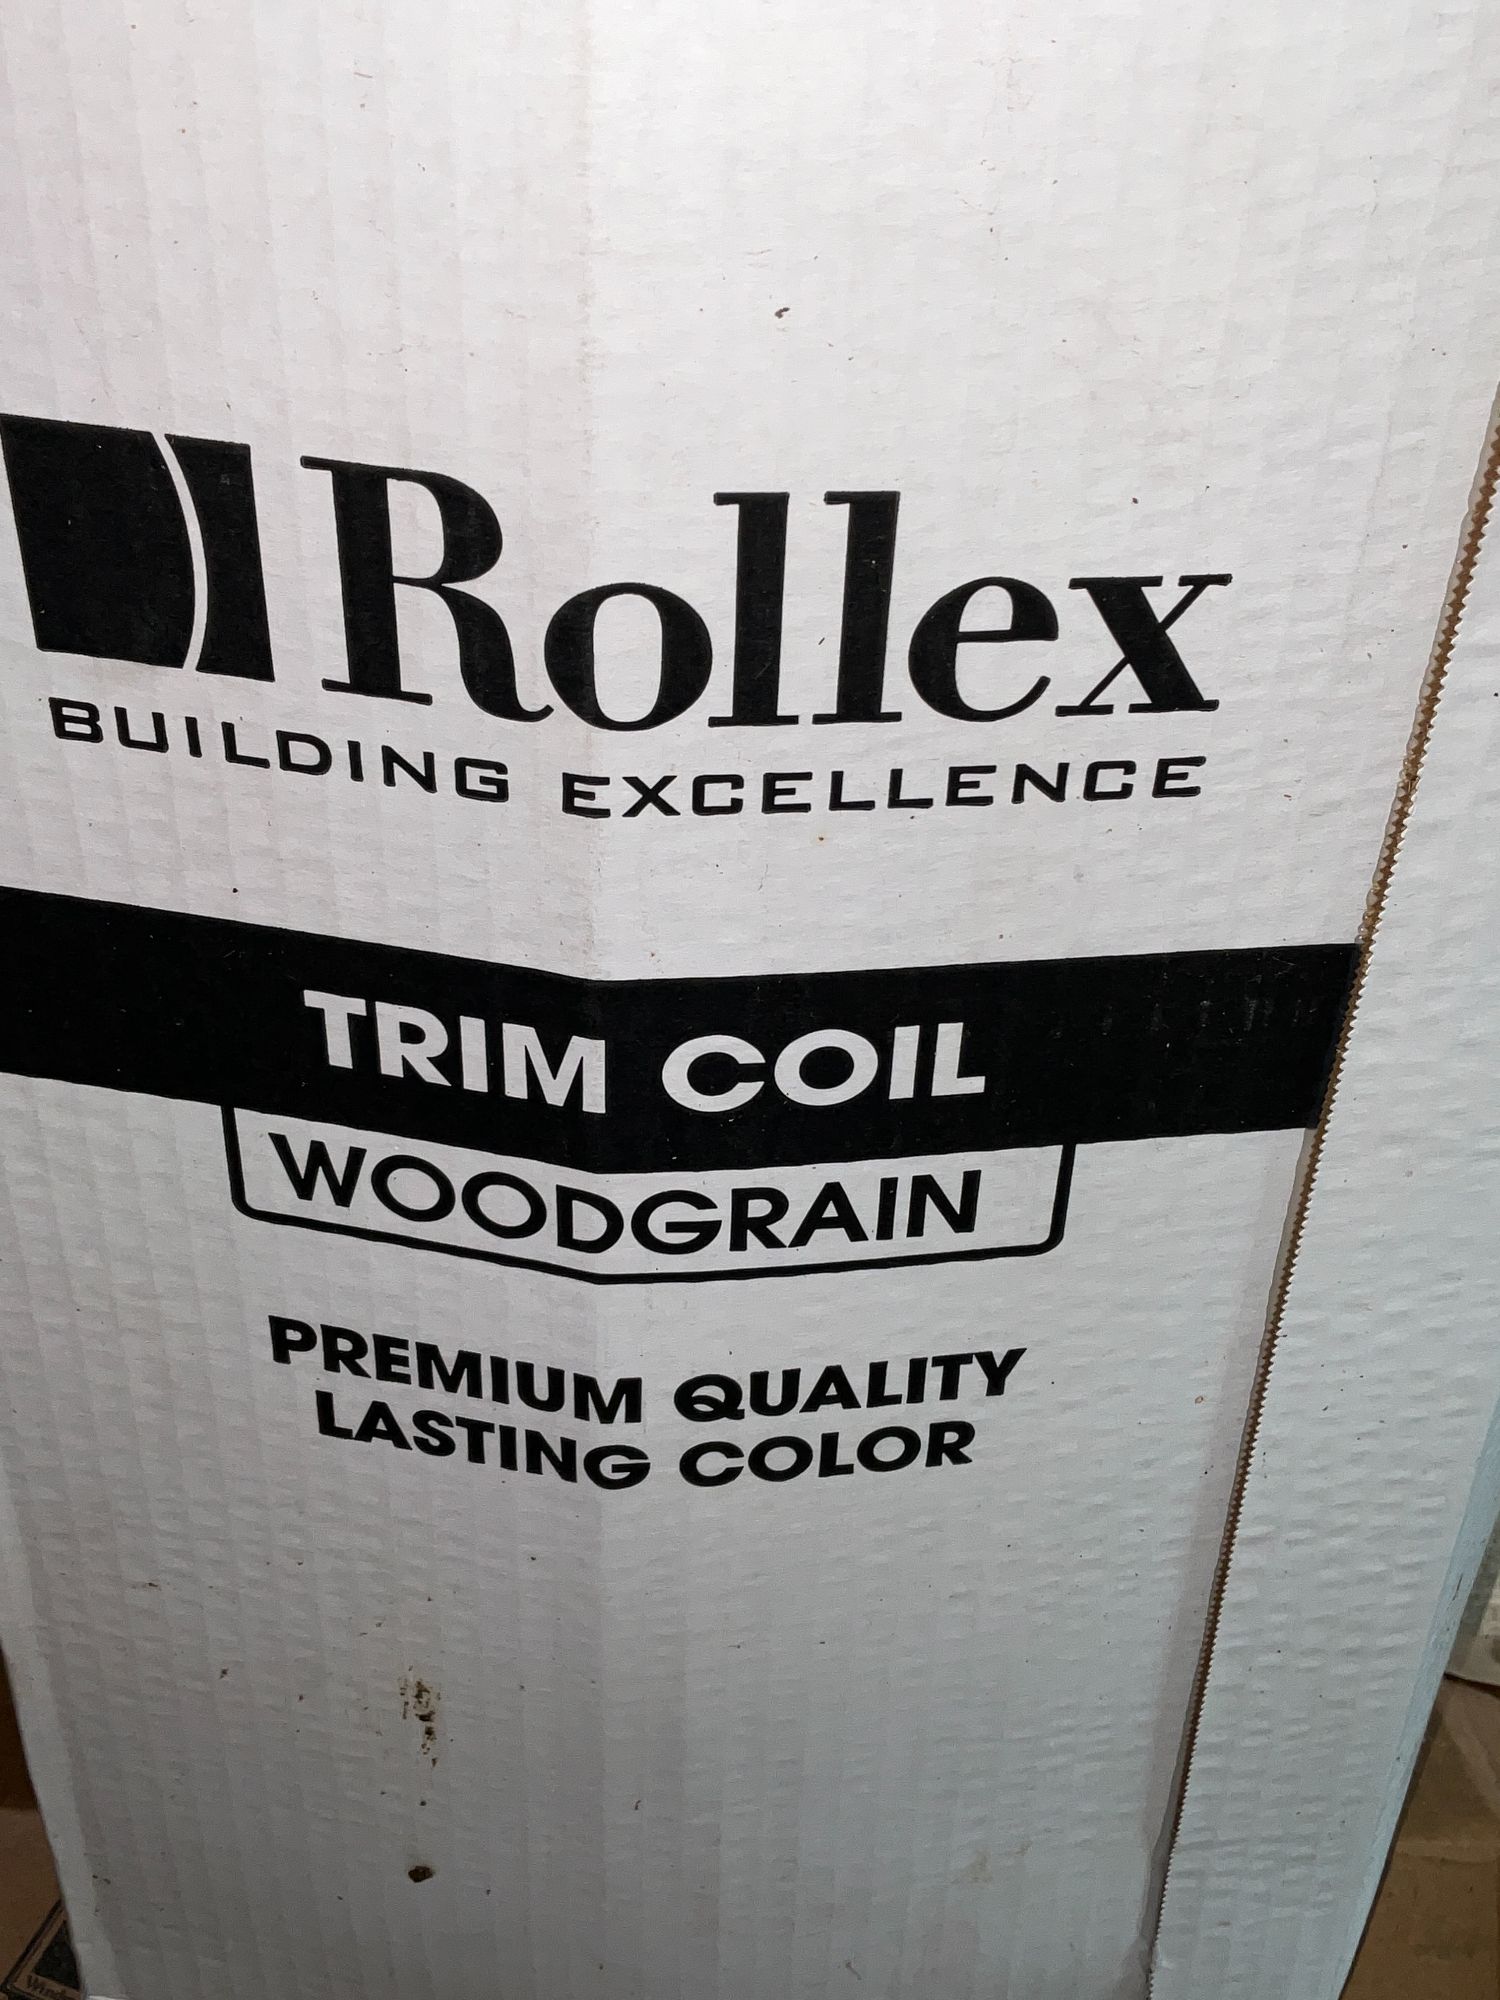 Rollex
BUILDING EXCELLENCE
TRIM COIL
WOODGRAIN
PREMIUM QUALITY
LASTING COLOR